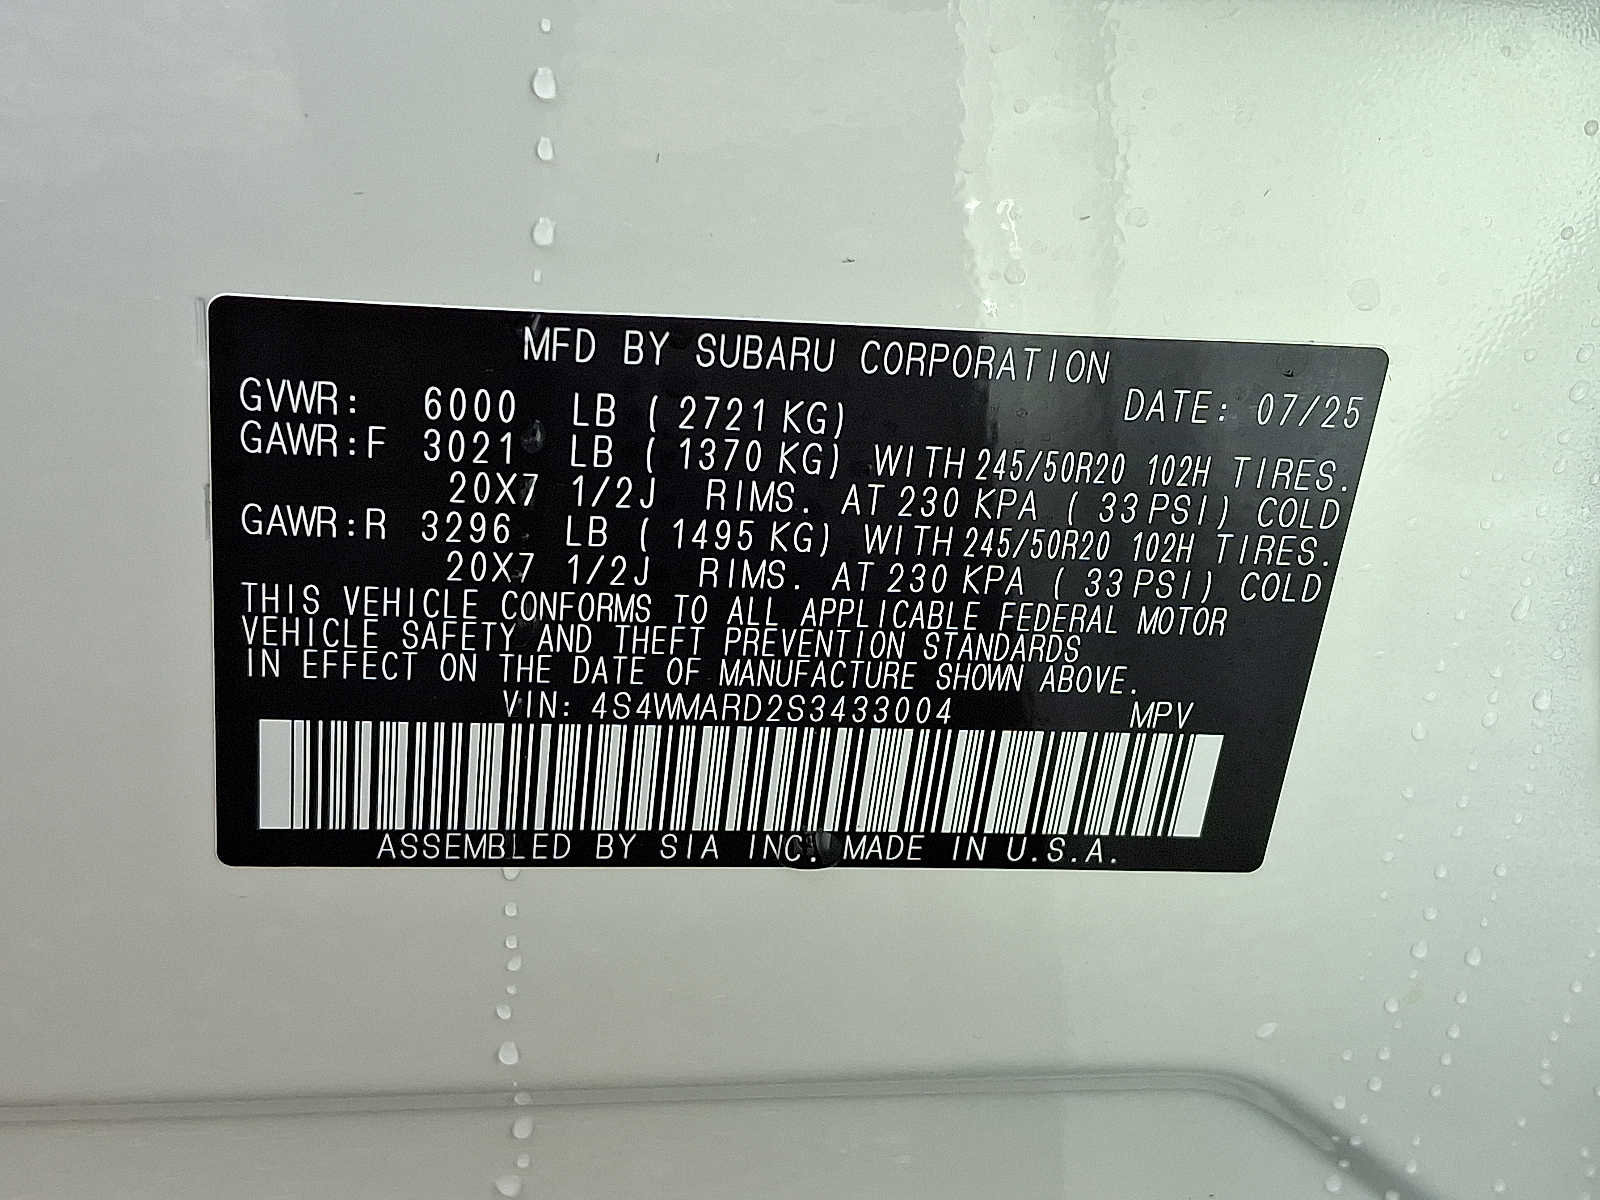 MFD BY SUBARU CORPORATION
GVWR: 6000 LB ( 2721 KG) DATE: 07/25
GAWR:F 3021 LB ( 1370 KG) WITH 245/50R20 102H TIRES.
20X7 1/2J RIMS. AT 230 KPA ( 33 PSI) COLD
GAWR:R 3296 LB ( 1495 KG) WITH 245/50R20 102H TIRES.
20X7 1/2J RIMS. AT 230 KPA ( 33 PSI) COLD
THIS VEHICLE CONFORMS TO ALL APPLICABLE FEDERAL MOTOR
VEHICLE SAFETY AND THEFT PREVENTION STANDARDS
IN EFFECT ON THE DATE OF MANUFACTURE SHOWN ABOVE.
VIN: 4S4WMARD2S3433004 MPV
ASSEMBLED BY SIA INC. MADE IN U.S.A.